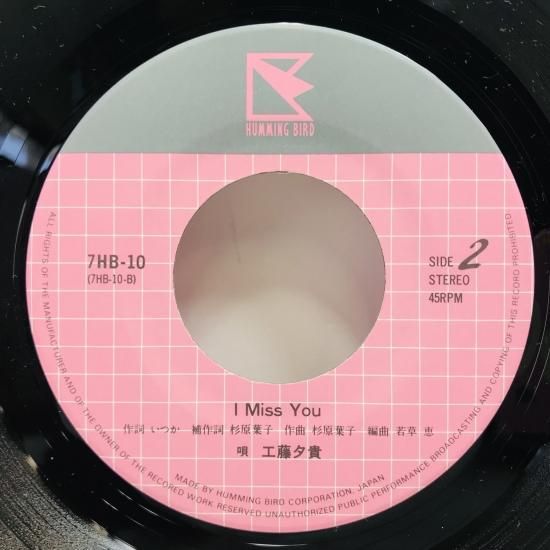 HUMMING BIRD
7HB-10
(7HB-10-B)
SIDE 2
STEREO
45RPM
I Miss You
作詞 いつか 補作詞 杉原葉子 作曲 杉原葉子 編曲 若草 恵
唄 工藤夕貴
MADE BY HUMMING BIRD CORPORATION, JAPAN
ALL RIGHTS OF THE MANUFACTURER AND OF THE OWNER OF THE RECORDED WORK RESERVED UNAUTHORIZED PUBLIC PERFORMANCE BROADCASTING AND COPYING OF THIS RECORD PROHIBITED.